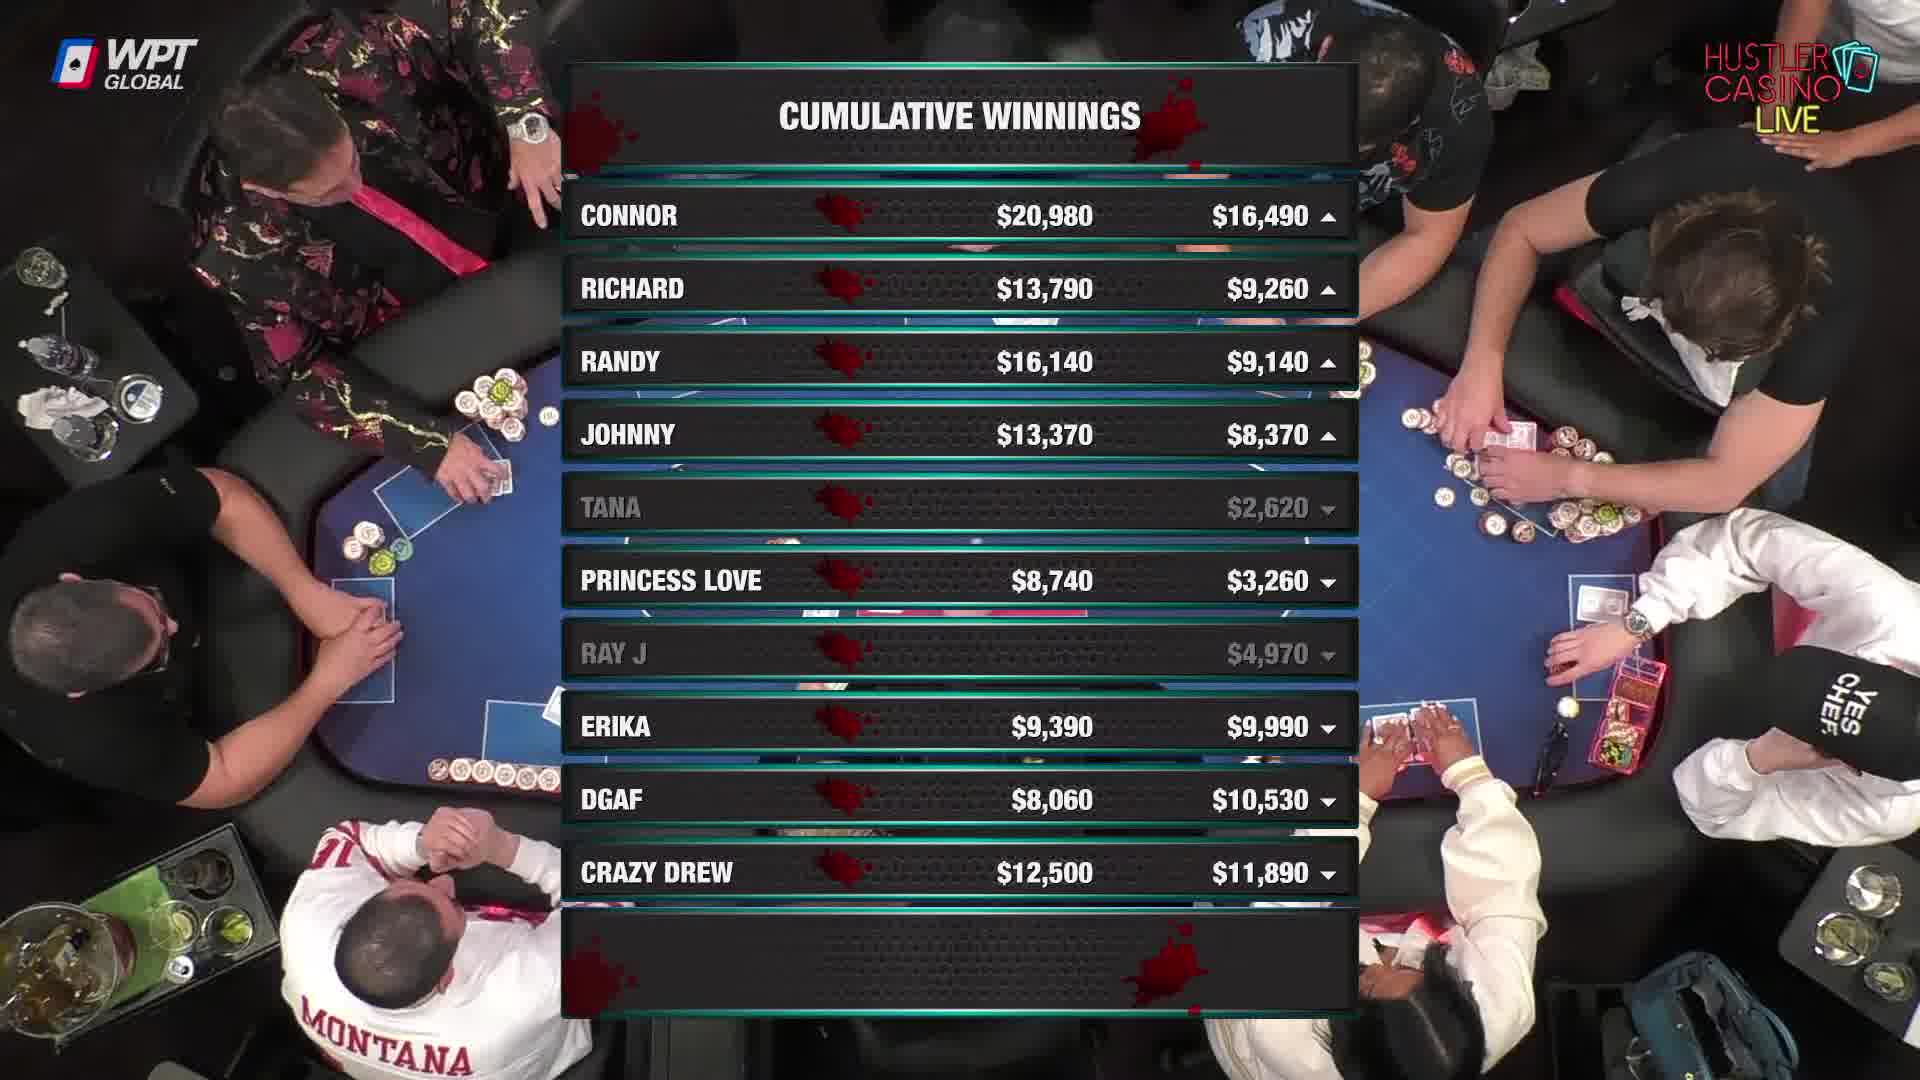 WPT
GLOBAL
HUSTLER
CASINO
LIVE
CUMULATIVE WINNINGS
CONNOR $20,980 $16,490
RICHARD $13,790 $9,260
RANDY $16,140 $9,140
JOHNNY $13,370 $8,370
TANA $2,620
PRINCESS LOVE $8,740 $3,260
RAY J $4,970
ERIKA $9,390 $9,990
DGAF $8,060 $10,530
CRAZY DREW $12,500 $11,890
YES
CHEF.
MONTANA